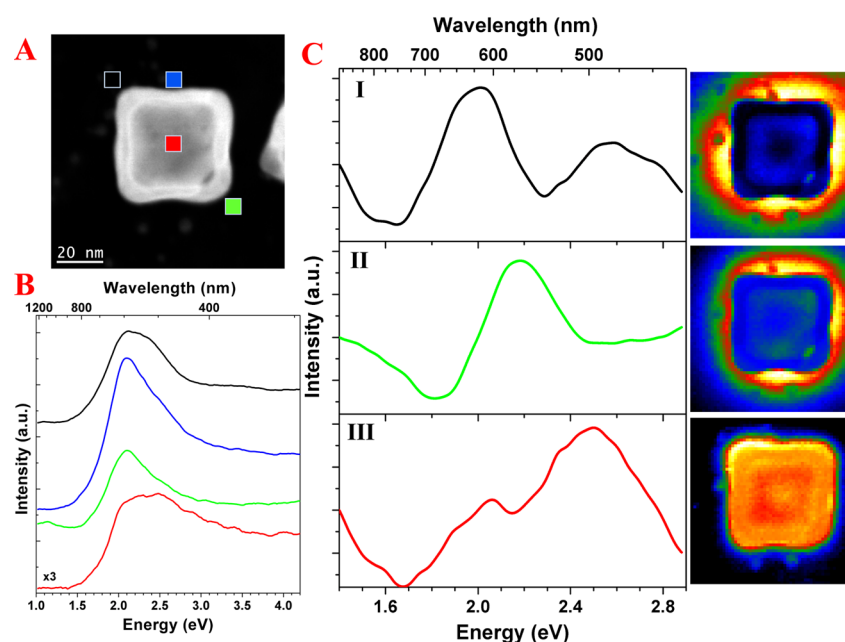 A
20 nm
B
Wavelength (nm)
1200 800 400
Intensity (a.u.)
x3
1.0 1.5 2.0 2.5 3.0 3.5 4.0
Energy (eV)
C
Wavelength (nm)
800 700 600 500
I
II
III
Intensity (a.u.)
1.6 2.0 2.4 2.8
Energy (eV)